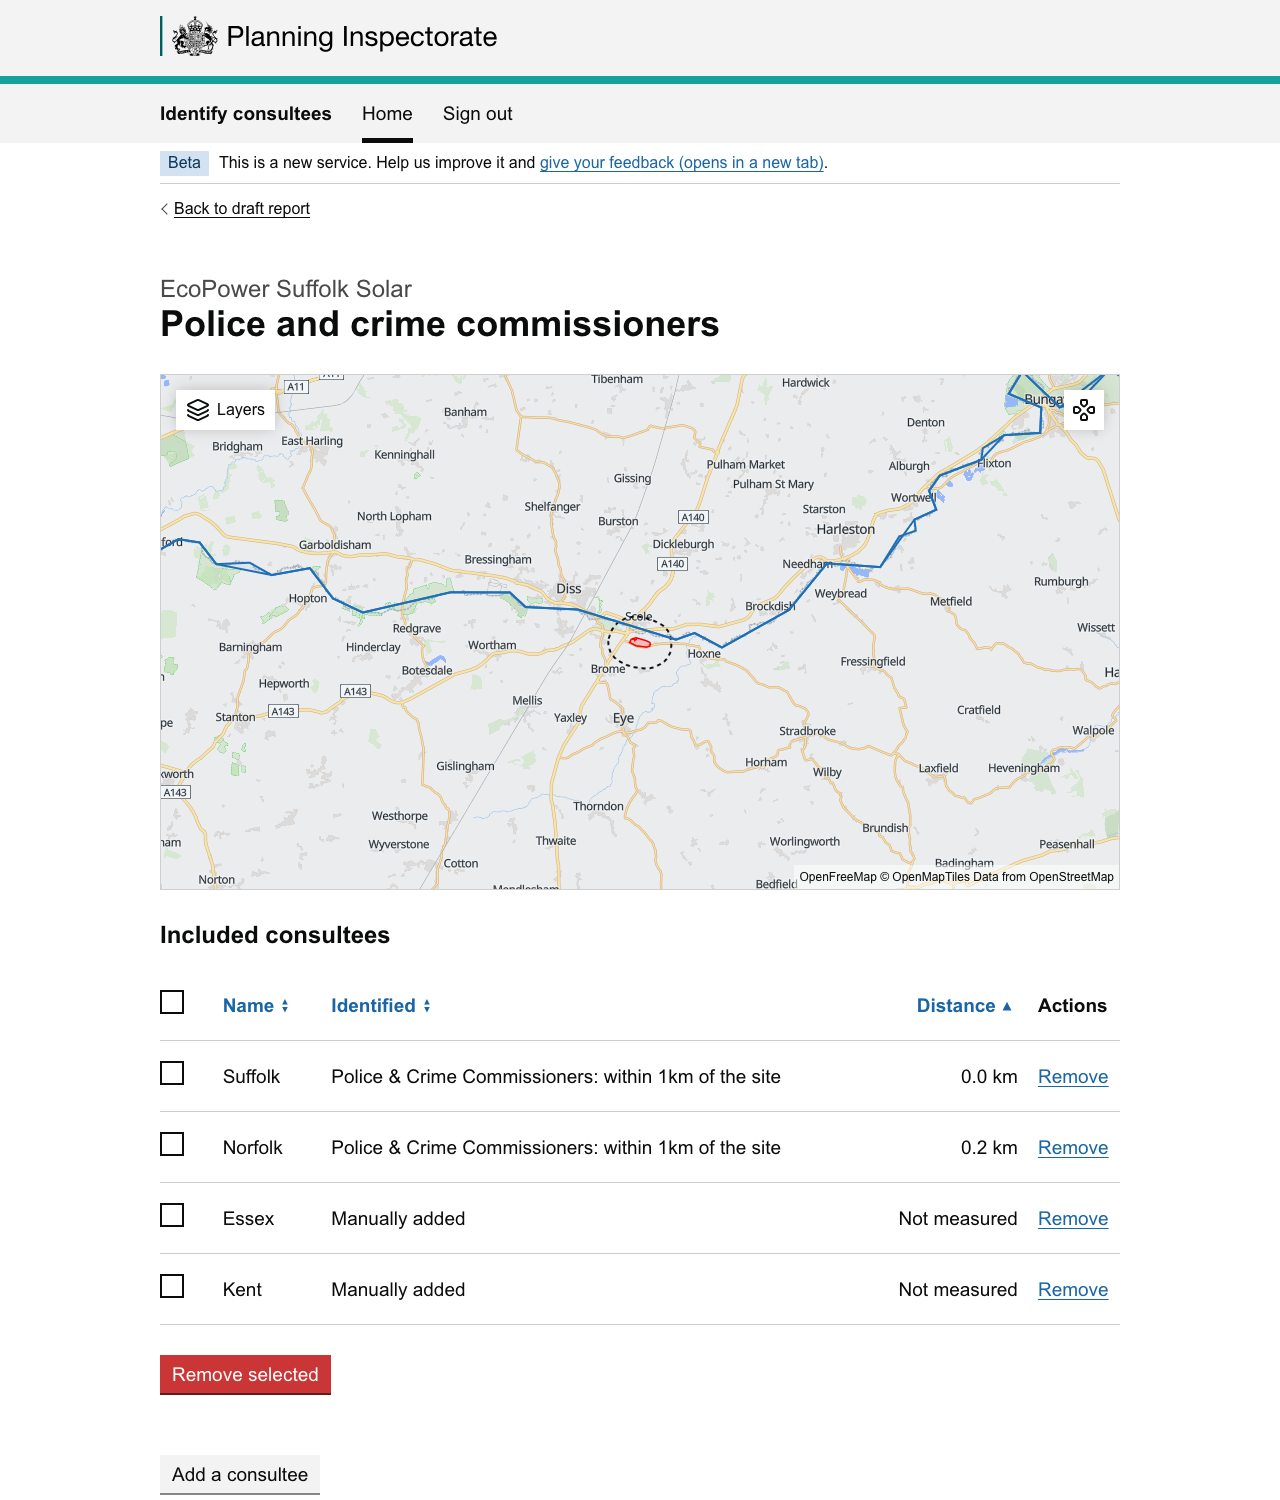 Planning Inspectorate
Identify consultees Home Sign out
Beta This is a new service. Help us improve it and give your feedback (opens in a new tab).
Back to draft report
EcoPower Suffolk Solar
Police and crime commissioners
Layers
A11
Tibenham
Hardwick
Banham
Denton
Bridgham
East Harling
Kenninghall
Pulham Market
Alburgh
Flixton
Gissing
Pulham St Mary
Wortwell
Shelfanger
Starston
North Lopham
Burston
A140
Harleston
Garboldisham
Dickleburgh
Bressingham
A140
Needham
Diss
Rumburgh
Hopton
Weybread
Metfield
Brockdish
Scole
Redgrave
Wissett
Barningham
Hinderclay
Wortham
Hoxne
Fressingfield
Botesdale
Brome
Hepworth
A143
Mellis
Stanton
A143
Yaxley
Eye
Cratfield
Stradbroke
Walpole
Gislingham
Horham
Wilby
Laxfield
Heveningham
A143
Thorndon
Westhorpe
Brundish
Wyverstone
Thwaite
Worlingworth
Peasenhall
Cotton
Badingham
Norton
OpenFreeMap © OpenMapTiles Data from OpenStreetMap
Included consultees
Name Identified Distance Actions
Suffolk Police & Crime Commissioners: within 1km of the site 0.0 km Remove
Norfolk Police & Crime Commissioners: within 1km of the site 0.2 km Remove
Essex Manually added Not measured Remove
Kent Manually added Not measured Remove
Remove selected
Add a consultee